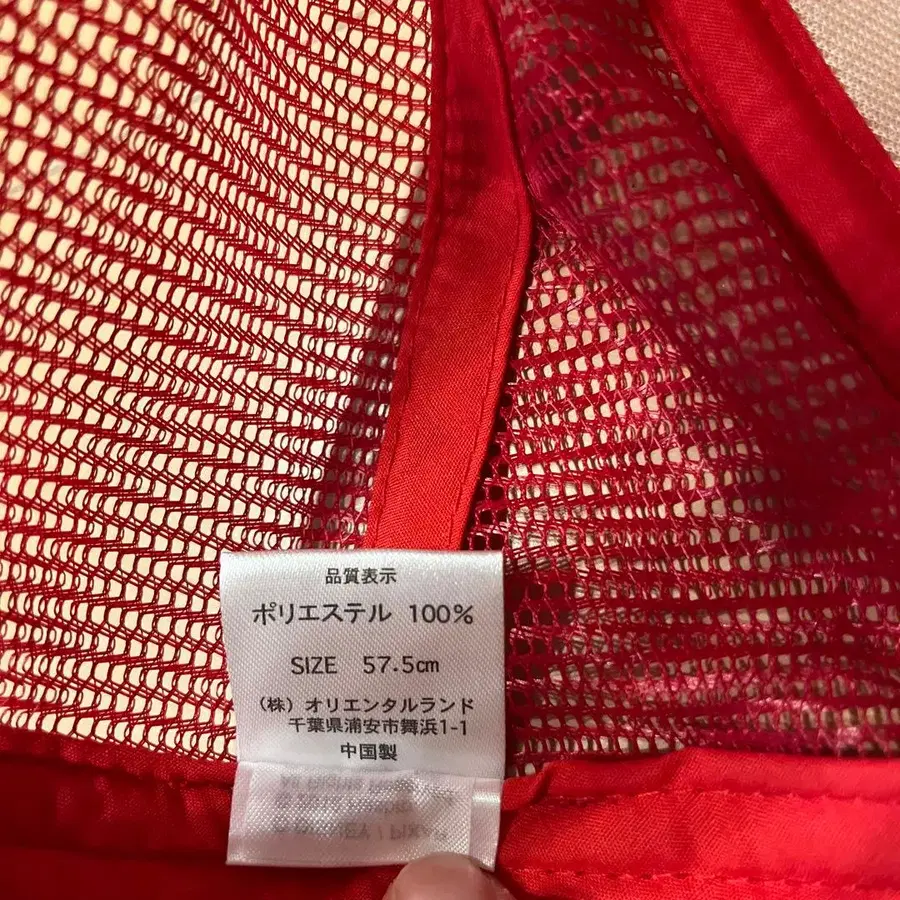 品質表示
ポリエステル 100%
SIZE 57.5cm
(株) オリエンタルランド
千葉県浦安市舞浜1-1
中国製